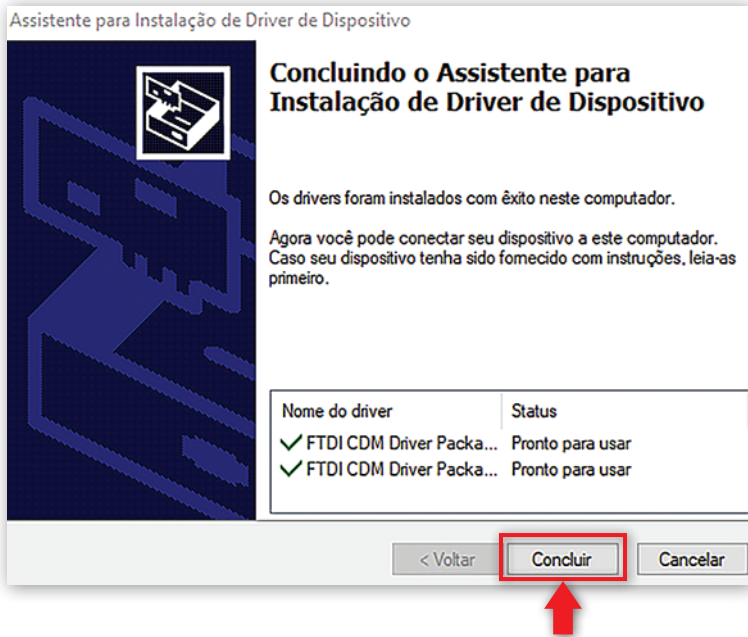 Assistente para Instalação de Driver de Dispositivo
Concluindo o Assistente para
Instalação de Driver de Dispositivo
Os drivers foram instalados com êxito neste computador.
Agora você pode conectar seu dispositivo a este computador.
Caso seu dispositivo tenha sido fornecido com instruções, leia-as
primeiro.
Nome do driver Status
FTDI CDM Driver Packa... Pronto para usar
FTDI CDM Driver Packa... Pronto para usar
< Voltar Concluir Cancelar